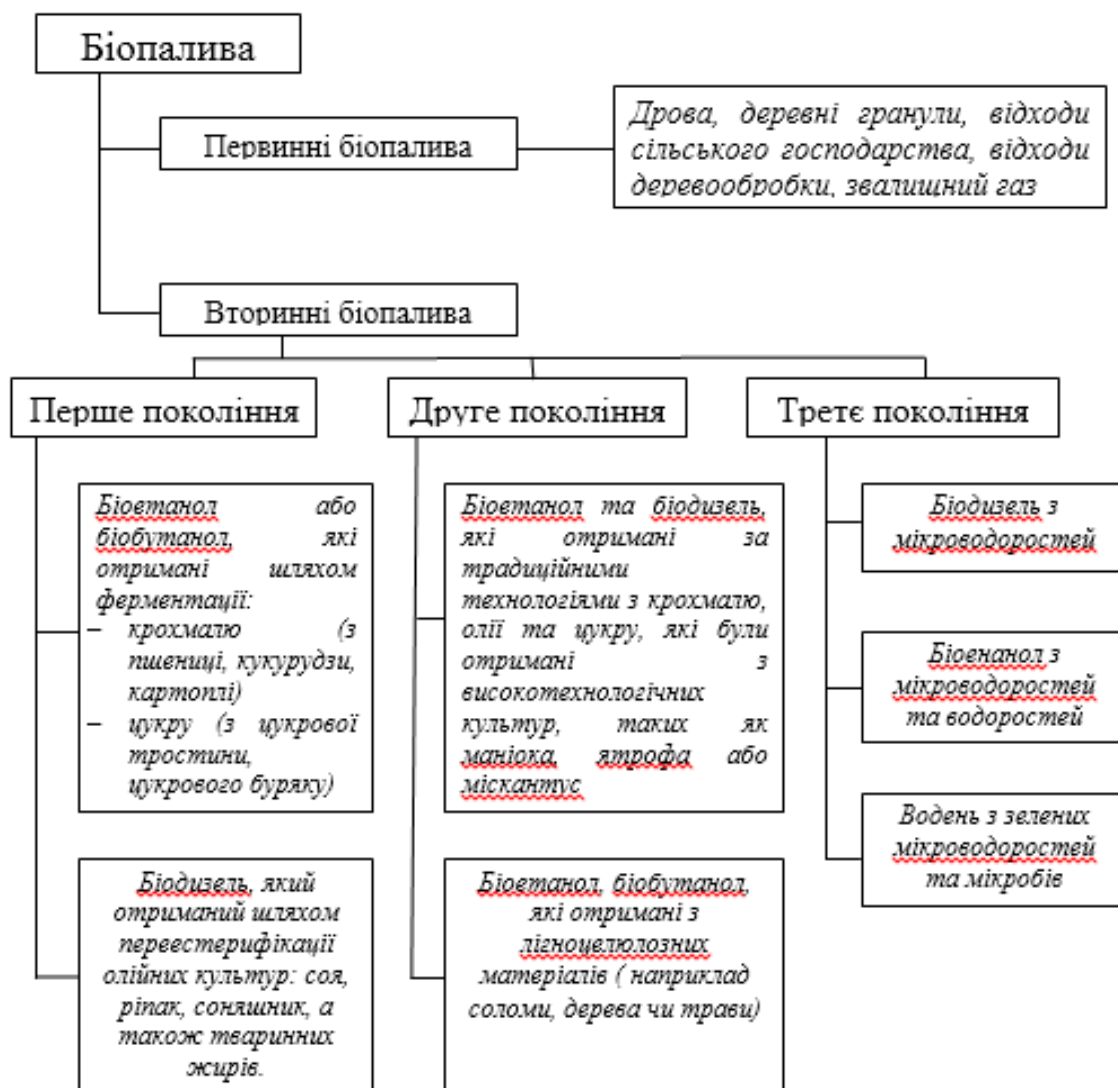 Біопалива
Первинні біопалива
Дрова, деревні гранули, відходи
сільського господарства, відходи
деревообробки, звалищний газ
Вторинні біопалива
Перше покоління
Друге покоління
Третє покоління
Біоетанол або
біобутанол, які
отримані шляхом
ферментації:
– крохмалю (з
пшениці, кукурудзи,
картоплі)
– цукру (з цукрової
тростини,
цукрового буряку)
Біодизель, який
отриманий шляхом
переестерифікації
олійних культур: соя,
ріпак, соняшник, а
також тваринних
жирів.
Біоетанол та біодизель,
які отримані за
традиційними
технологіями з крохмалю,
олії та цукру, які були
отримані з
високотехнологічних
культур, таких як
маніока, ятрофа або
міскантус
Біоетанол, біобутанол,
які отримані з
лігноцелюлозних
матеріалів ( наприклад
соломи, дерева чи трави)
Біодизель з
мікроводоростей
Біоенанол з
мікроводоростей
та водоростей
Водень з зелених
мікроводоростей
та мікробів